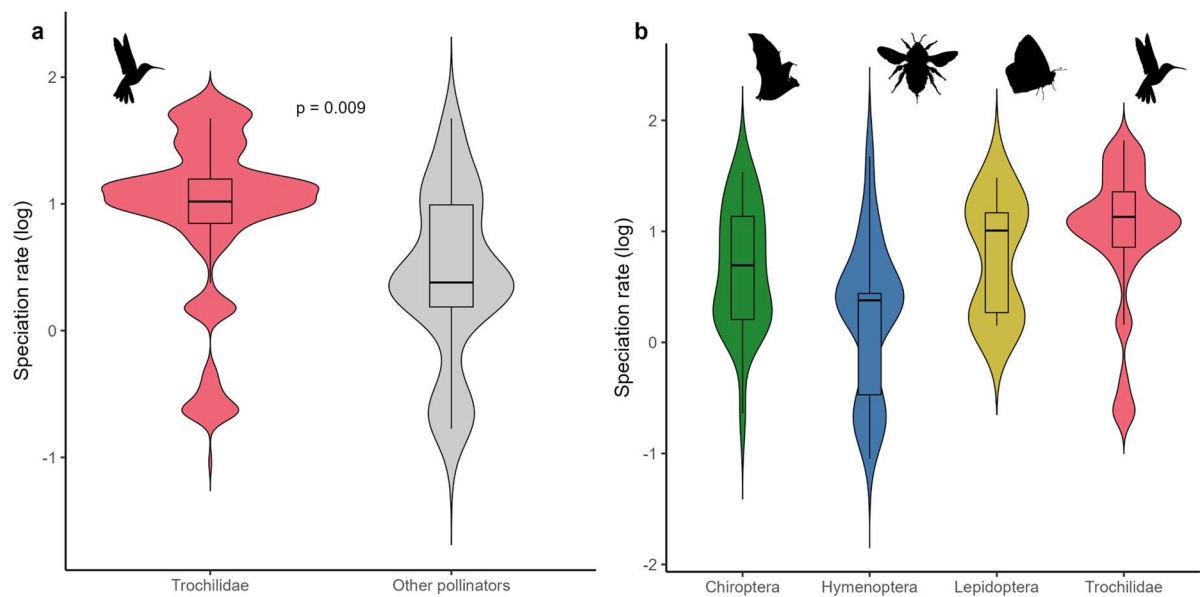 a
Speciation rate (log)
2
1
0
-1
p = 0.009
Trochilidae
Other pollinators
b
Speciation rate (log)
2
1
0
-1
-2
Chiroptera
Hymenoptera
Lepidoptera
Trochilidae